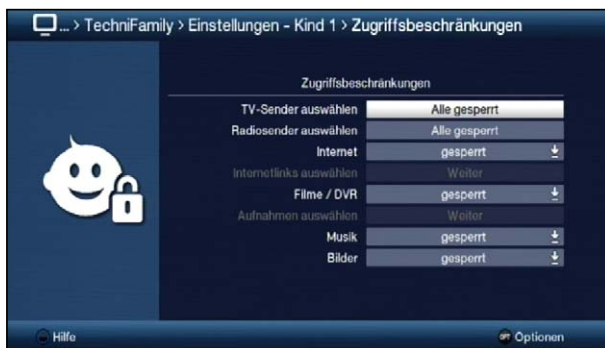 ... > TechniFamily > Einstellungen - Kind 1 > Zugriffsbeschränkungen
Zugriffsbeschränkungen
TV-Sender auswählen Alle gesperrt
Radiosender auswählen Alle gesperrt
Internet gesperrt
Internetlinks auswählen Weiter
Filme / DVR gesperrt
Aufnahmen auswählen Weiter
Musik gesperrt
Bilder gesperrt
Hilfe OPT Optionen